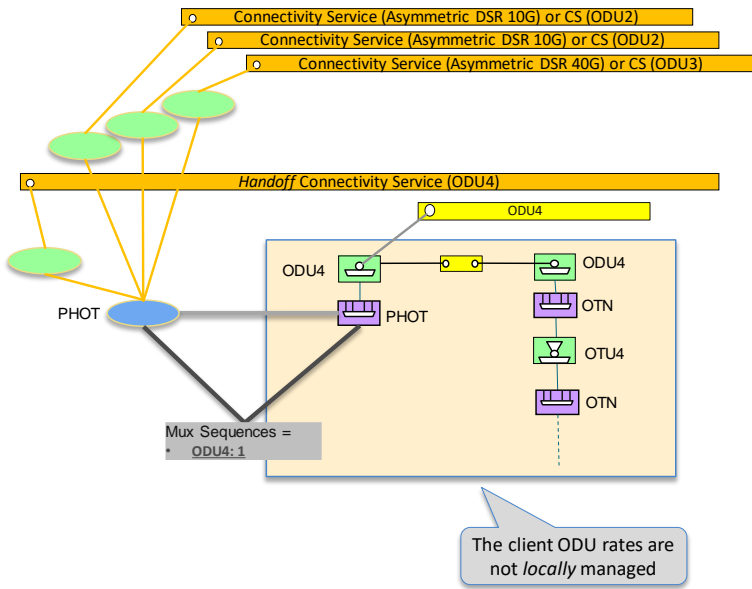 Connectivity Service (Asymmetric DSR 10G) or CS (ODU2)
Connectivity Service (Asymmetric DSR 10G) or CS (ODU2)
Connectivity Service (Asymmetric DSR 40G) or CS (ODU3)
Handoff Connectivity Service (ODU4)
ODU4
ODU4
ODU4
OTN
PHOT
PHOT
OTU4
OTN
Mux Sequences =
• ODU4: 1
The client ODU rates are
not locally managed